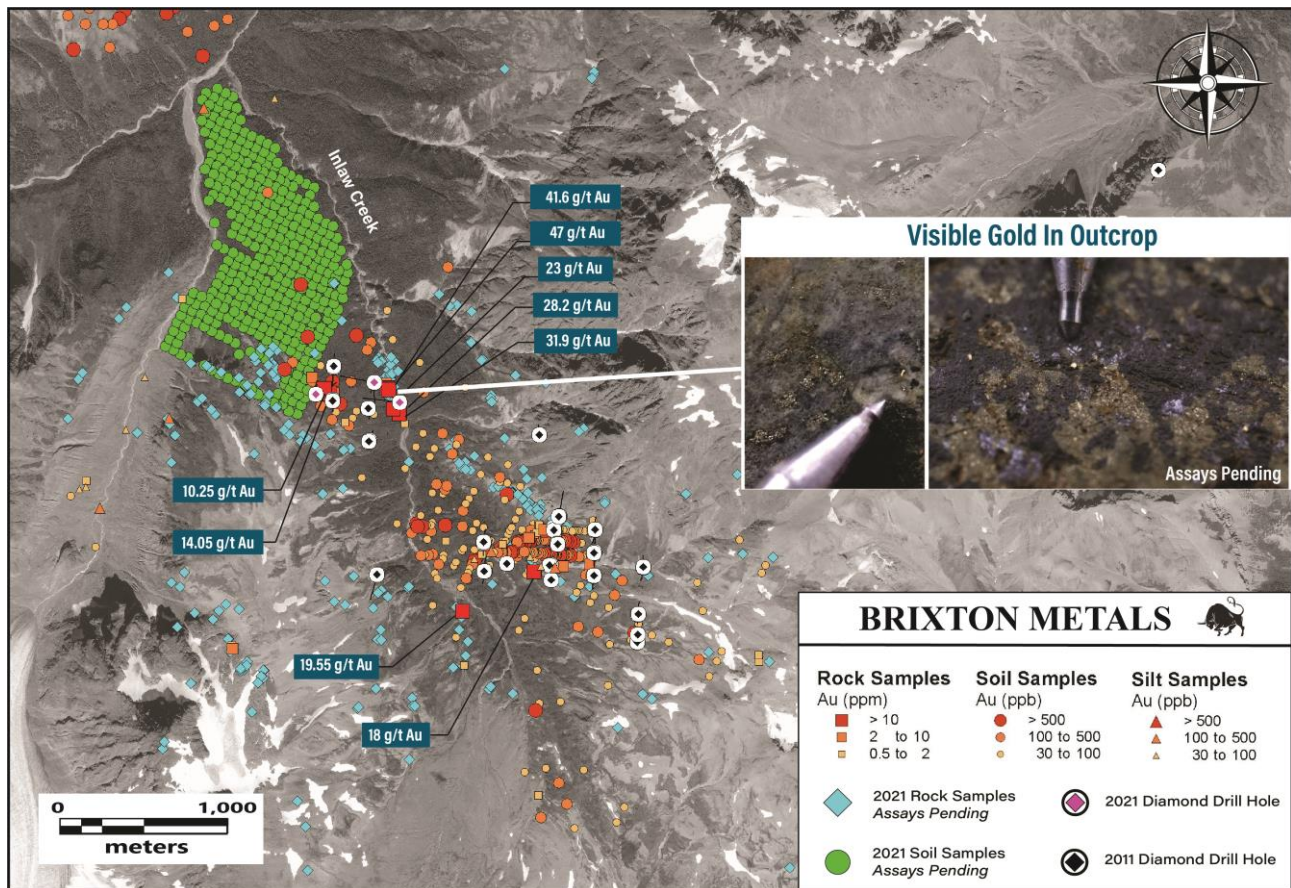 Inlaw Creek
41.6 g/t Au
47 g/t Au
23 g/t Au
28.2 g/t Au
31.9 g/t Au
Visible Gold In Outcrop
Assays Pending
10.25 g/t Au
14.05 g/t Au
19.55 g/t Au
18 g/t Au
0 1,000
meters
BRIXTON METALS
Rock Samples
Au (ppm)
> 10
2 to 10
0.5 to 2
Soil Samples
Au (ppb)
> 500
100 to 500
30 to 100
Silt Samples
Au (ppb)
> 500
100 to 500
30 to 100
2021 Rock Samples
Assays Pending
2021 Diamond Drill Hole
2021 Soil Samples
Assays Pending
2011 Diamond Drill Hole